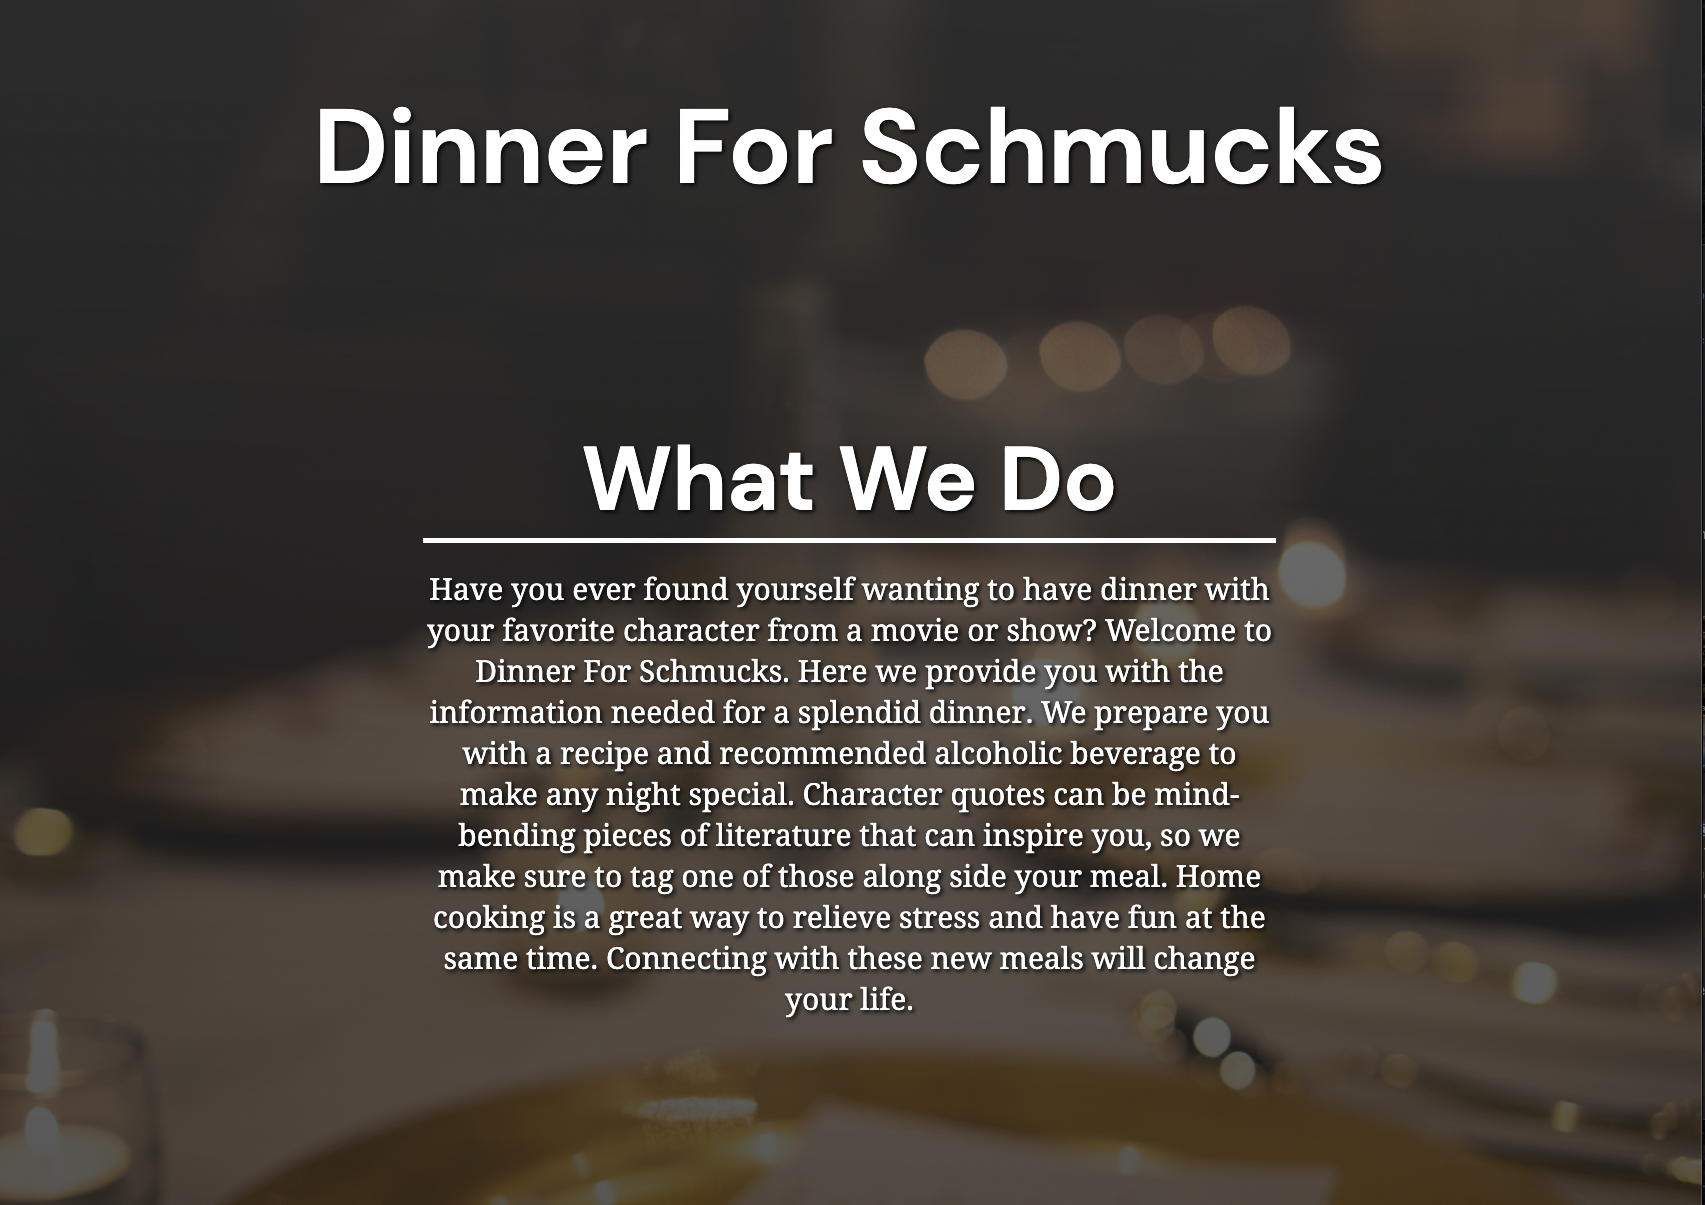 Dinner For Schmucks
What We Do
Have you ever found yourself wanting to have dinner with
your favorite character from a movie or show? Welcome to
Dinner For Schmucks. Here we provide you with the
information needed for a splendid dinner. We prepare you
with a recipe and recommended alcoholic beverage to
make any night special. Character quotes can be mind-
bending pieces of literature that can inspire you, so we
make sure to tag one of those along side your meal. Home
cooking is a great way to relieve stress and have fun at the
same time. Connecting with these new meals will change
your life.